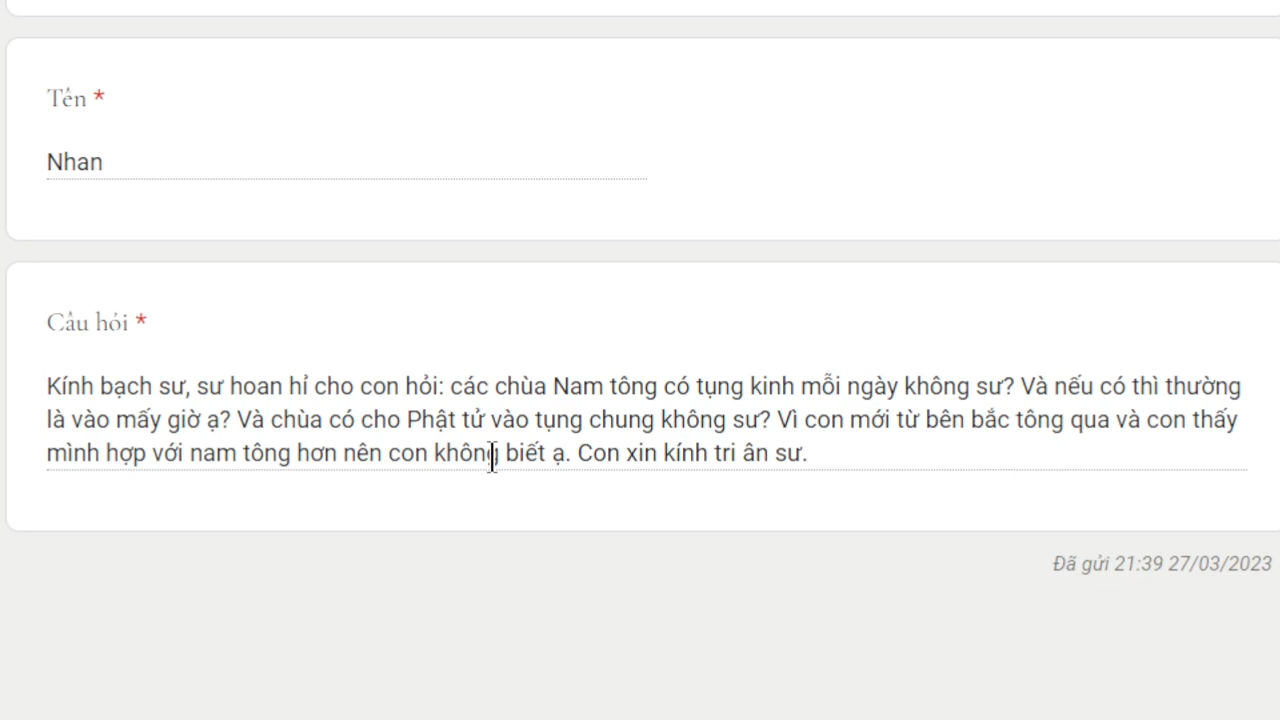 Tên *
Nhan
Câu hỏi *
Kính bạch sư, sư hoan hỉ cho con hỏi: các chùa Nam tông có tụng kinh mỗi ngày không sư? Và nếu có thì thường
là vào mấy giờ ạ? Và chùa có cho Phật tử vào tụng chung không sư? Vì con mới từ bên bắc tông qua và con thấy
mình hợp với nam tông hơn nên con không biết ạ. Con xin kính tri ân sư.
Đã gửi 21:39 27/03/2023